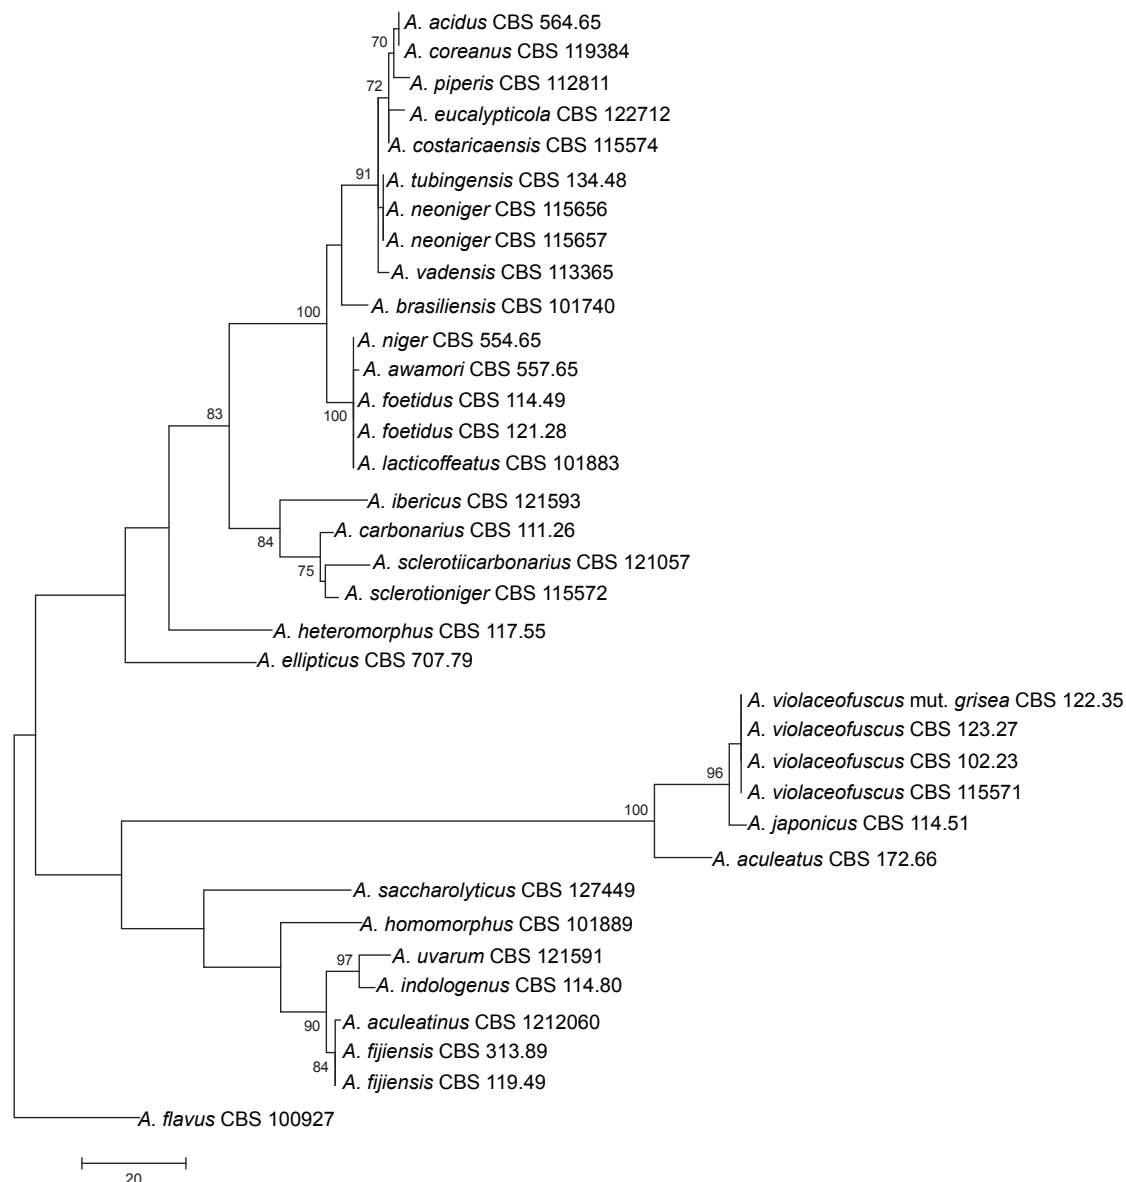 A. acidus CBS 564.65
70
A. coreanus CBS 119384
A. piperis CBS 112811
72
A. eucalypticola CBS 122712
A. costaricaensis CBS 115574
91
A. tubingensis CBS 134.48
A. neoniger CBS 115656
A. neoniger CBS 115657
A. vadensis CBS 113365
A. brasiliensis CBS 101740
100
A. niger CBS 554.65
A. awamori CBS 557.65
A. foetidus CBS 114.49
100
A. foetidus CBS 121.28
A. lacticoffeatus CBS 101883
83
A. ibericus CBS 121593
A. carbonarius CBS 111.26
84
A. sclerotiicarbonarius CBS 121057
75
A. sclerotioniger CBS 115572
A. heteromorphus CBS 117.55
A. ellipticus CBS 707.79
A. violaceofuscus mut. grisea CBS 122.35
A. violaceofuscus CBS 123.27
A. violaceofuscus CBS 102.23
96
A. violaceofuscus CBS 115571
100
A. japonicus CBS 114.51
A. aculeatus CBS 172.66
A. saccharolyticus CBS 127449
A. homomorphus CBS 101889
97
A. uvarum CBS 121591
A. indologenus CBS 114.80
90
A. aculeatinus CBS 1212060
A. fijiensis CBS 313.89
84
A. fijiensis CBS 119.49
A. flavus CBS 100927
20